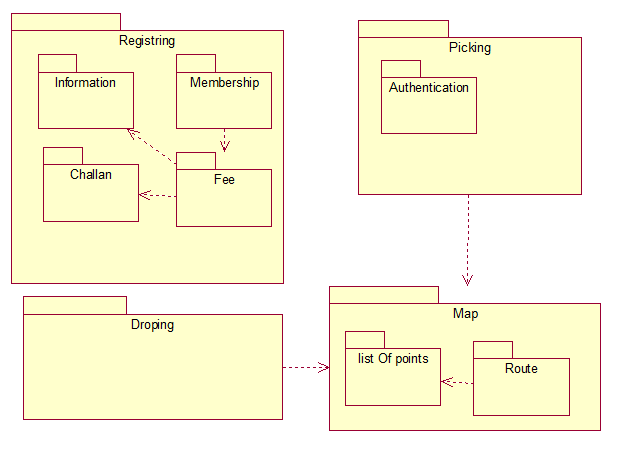 Registring
Information
Membership
Challan
Fee
Picking
Authentication
Droping
Map
list Of points
Route